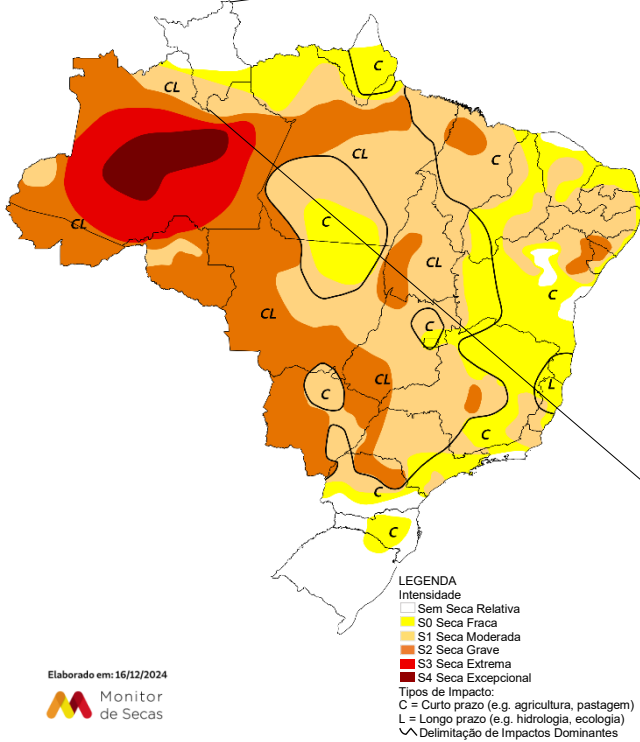 C
CL
C
CL
C
CL
CL
C
CL
C
CL
C
L
C
C
C
C
LEGENDA
Intensidade
Sem Seca Relativa
S0 Seca Fraca
S1 Seca Moderada
S2 Seca Grave
S3 Seca Extrema
S4 Seca Excepcional
Tipos de Impacto:
C = Curto prazo (e.g. agricultura, pastagem)
L = Longo prazo (e.g. hidrologia, ecologia)
Delimitação de Impactos Dominantes
Elaborado em: 16/12/2024
Monitor
de Secas